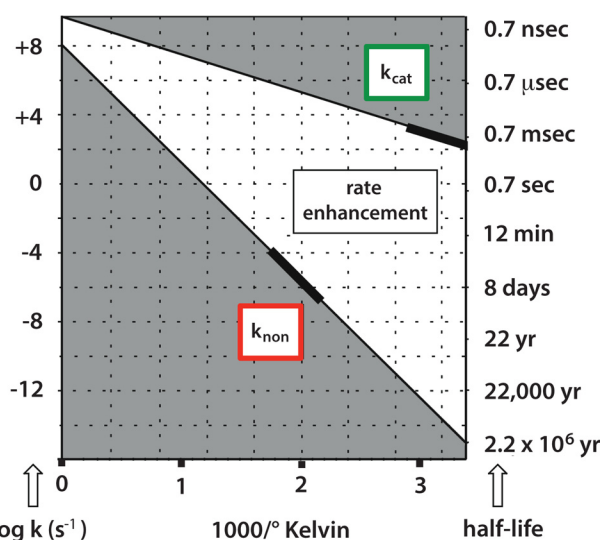 0.7 nsec
+8
kcat
0.7 μsec
+4
0.7 msec
0
rate
enhancement
0.7 sec
12 min
-4
8 days
-8
knon
22 yr
-12
22,000 yr
2.2 x 10⁶ yr
0 1 2 3
og k (s⁻¹) 1000/° Kelvin half-life